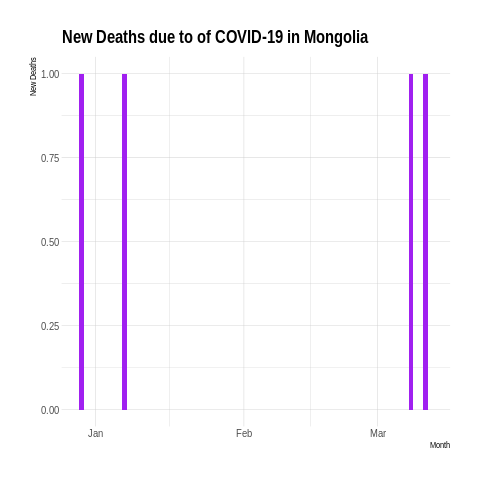 New Deaths due to of COVID-19 in Mongolia
New Deaths
1.00
0.75
0.50
0.25
0.00
Jan Feb Mar
Month